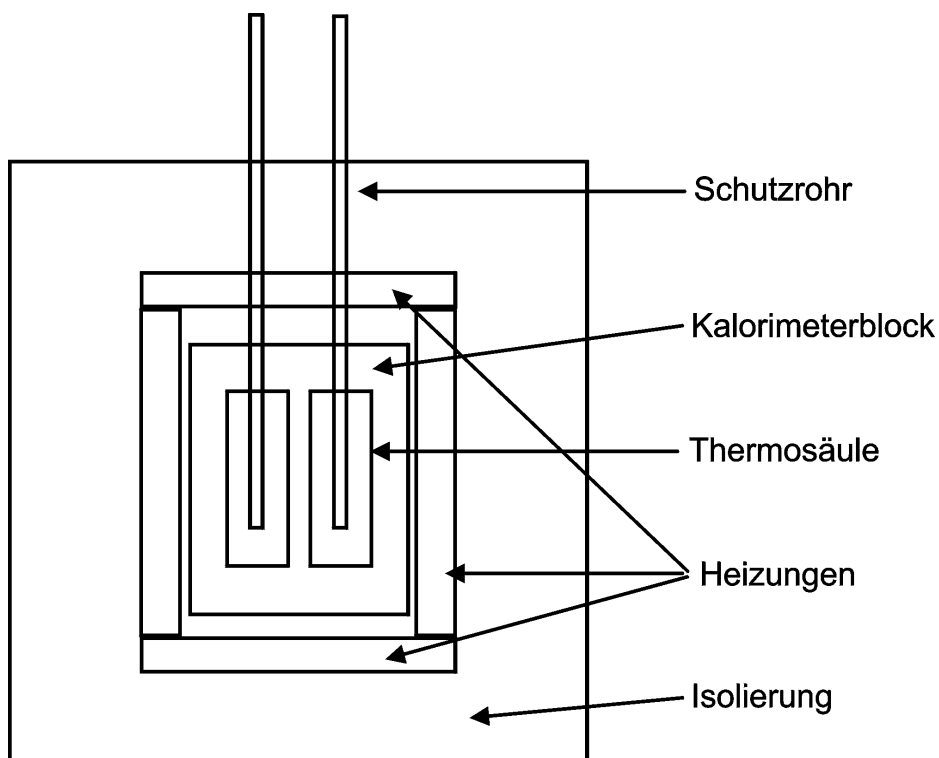 Schutzrohr
Kalorimeterblock
Thermosäule
Heizungen
Isolierung